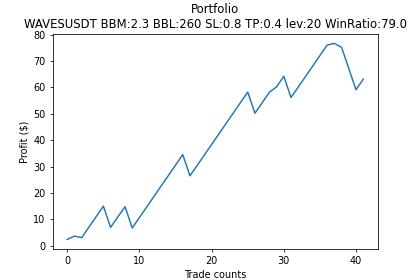 Portfolio
WAVESUSDT BBM:2.3 BBL:260 SL:0.8 TP:0.4 lev:20 WinRatio:79.0
80
70
60
50
40
30
20
10
0
Profit ($)
0 10 20 30 40
Trade counts